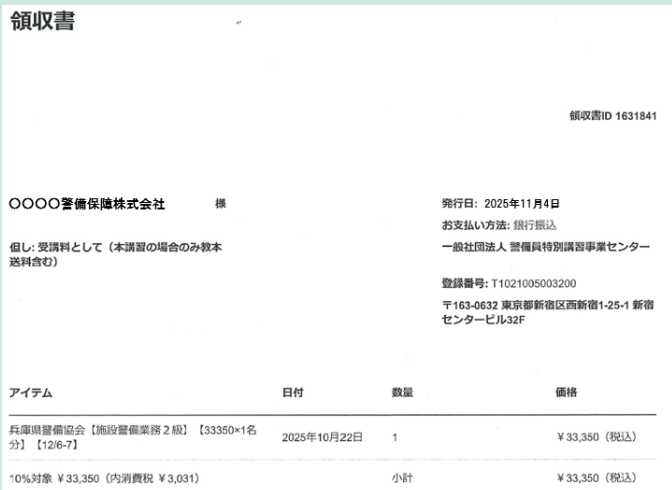 領収書
領収書ID 1631841
〇〇〇〇警備保障株式会社 様
但し: 受講料として（本講習の場合のみ教本
送料含む）
発行日: 2025年11月4日
お支払い方法: 銀行振込
一般社団法人 警備員特別講習事業センター
登録番号: T1021005003200
〒163-0632 東京都新宿区西新宿1-25-1 新宿
センタービル32F
アイテム 日付 数量 価格
兵庫県警備協会【施設警備業務２級】【33350×1名
分】【12/6-7】 2025年10月22日 1 ￥33,350（税込）
10%対象 ￥33,350（内消費税 ￥3,031） 小計 ￥33,350（税込）